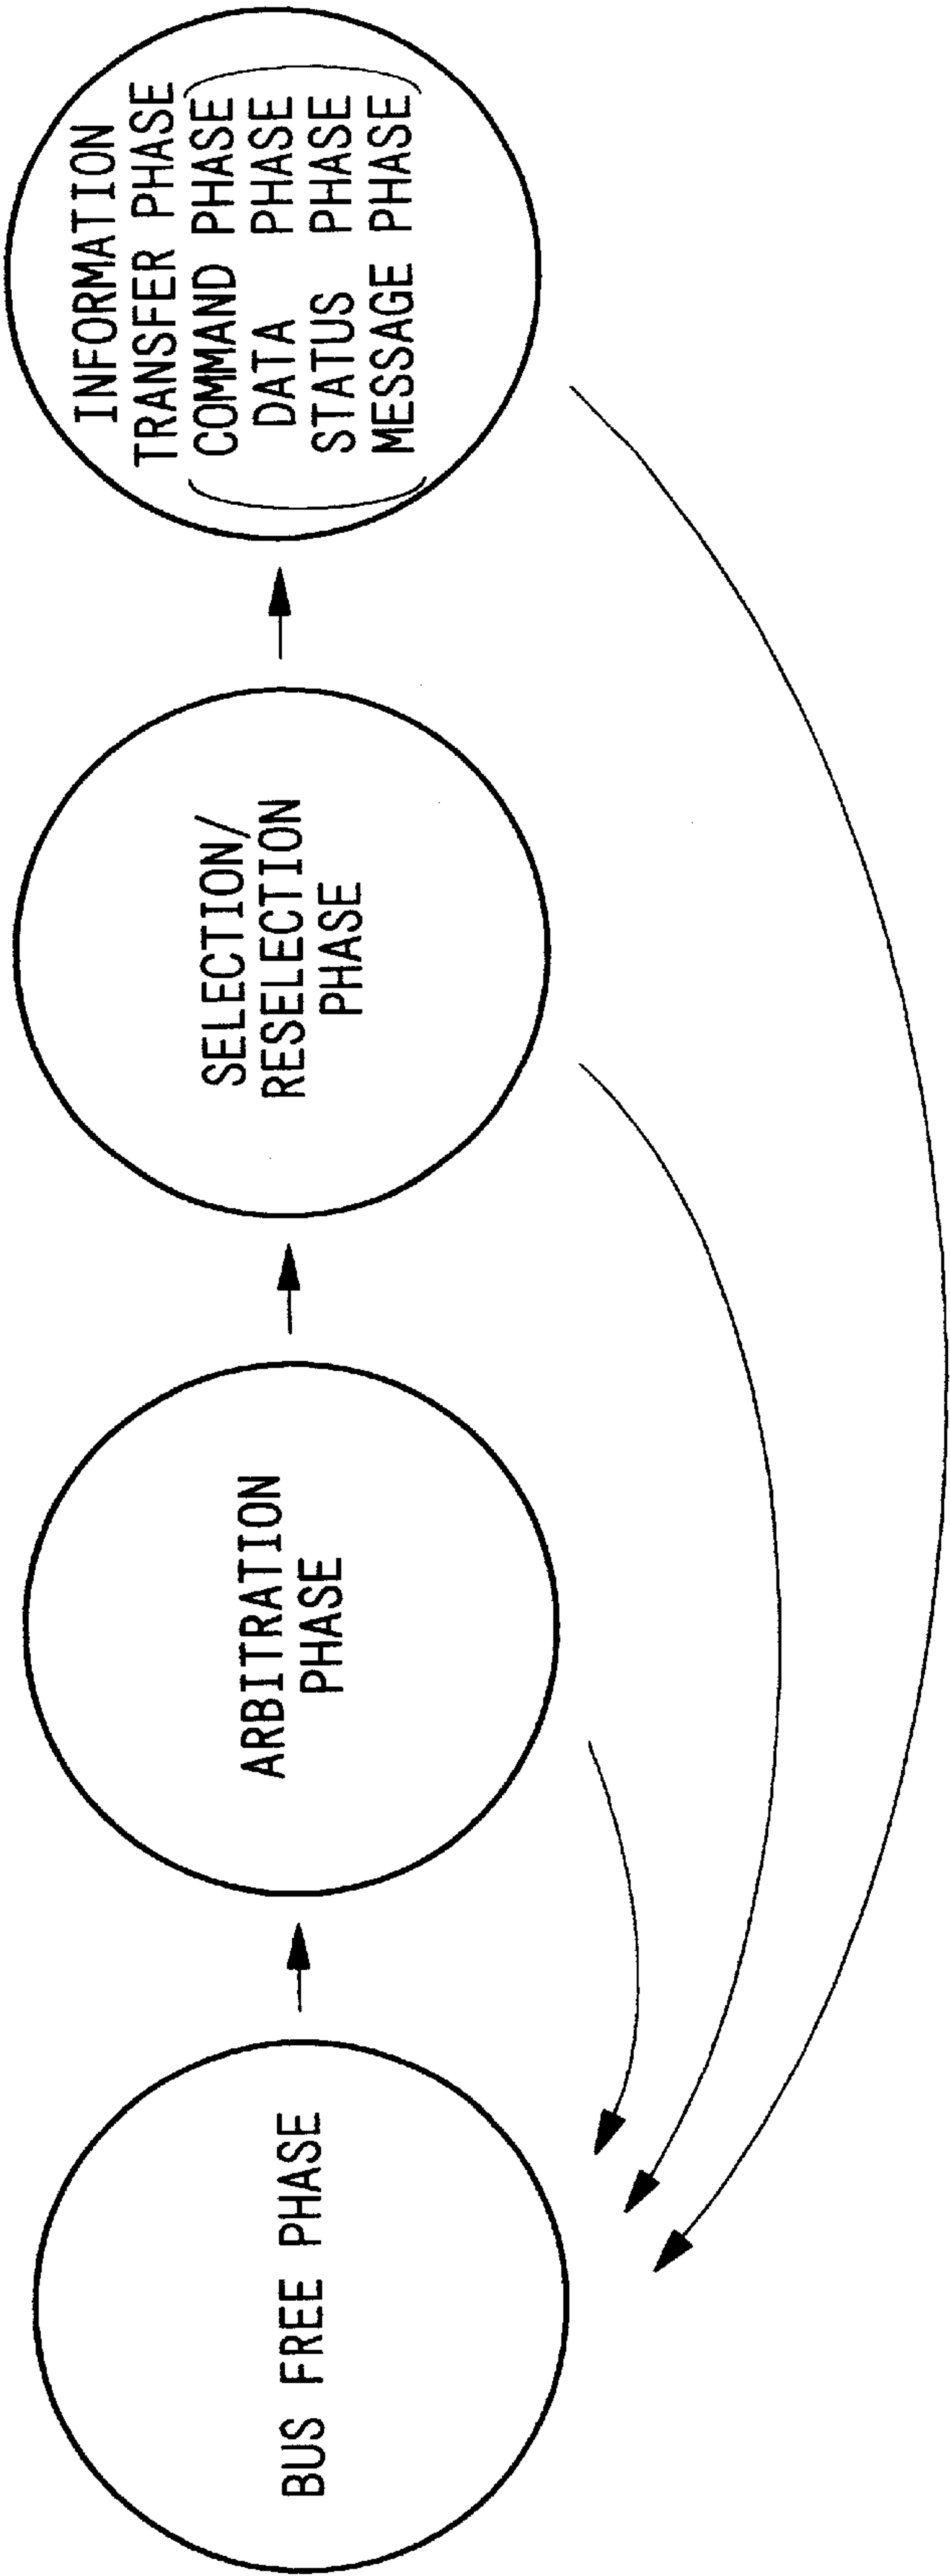 BUS FREE PHASE
ARBITRATION
PHASE
SELECTION/
RESELECTION
PHASE
INFORMATION
TRANSFER PHASE
(COMMAND PHASE
DATA PHASE
STATUS PHASE
MESSAGE PHASE)